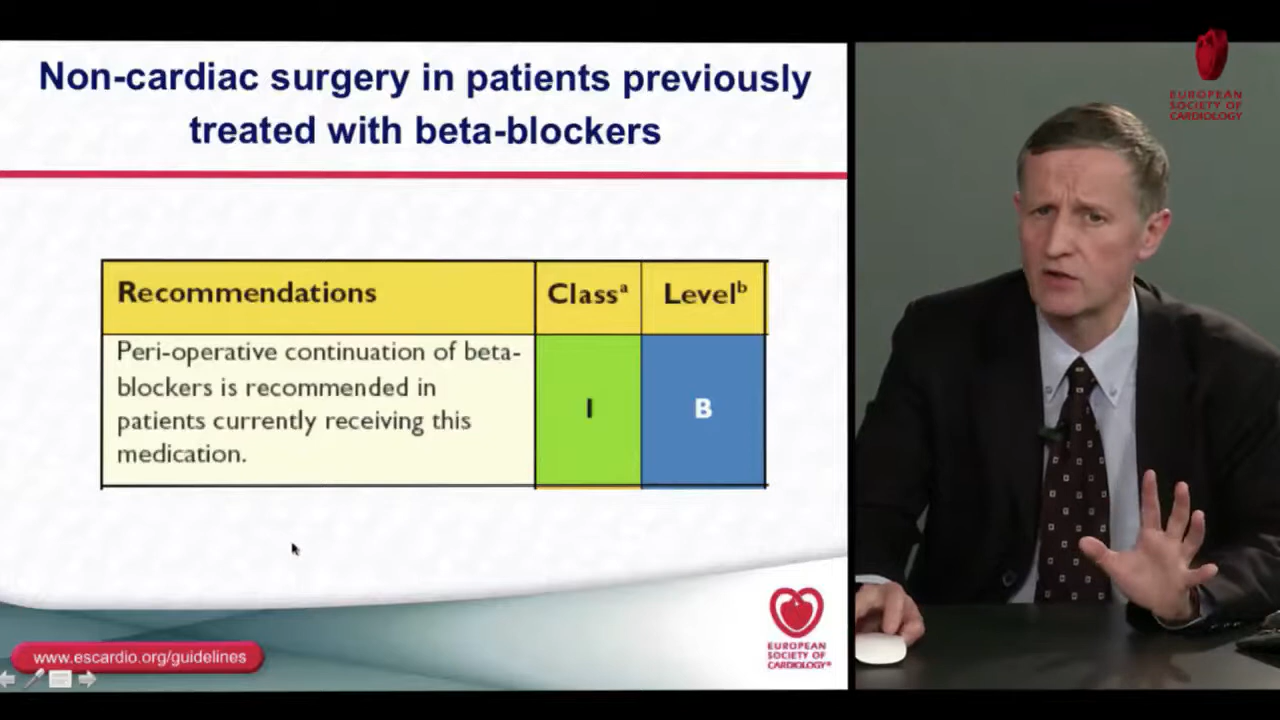 Non-cardiac surgery in patients previously
treated with beta-blockers
Recommendations
Classᵃ
Levelᵇ
Peri-operative continuation of beta-
blockers is recommended in
patients currently receiving this
medication.
I
B
www.escardio.org/guidelines
EUROPEAN
SOCIETY OF
CARDIOLOGY®
EUROPEAN
SOCIETY OF
CARDIOLOGY